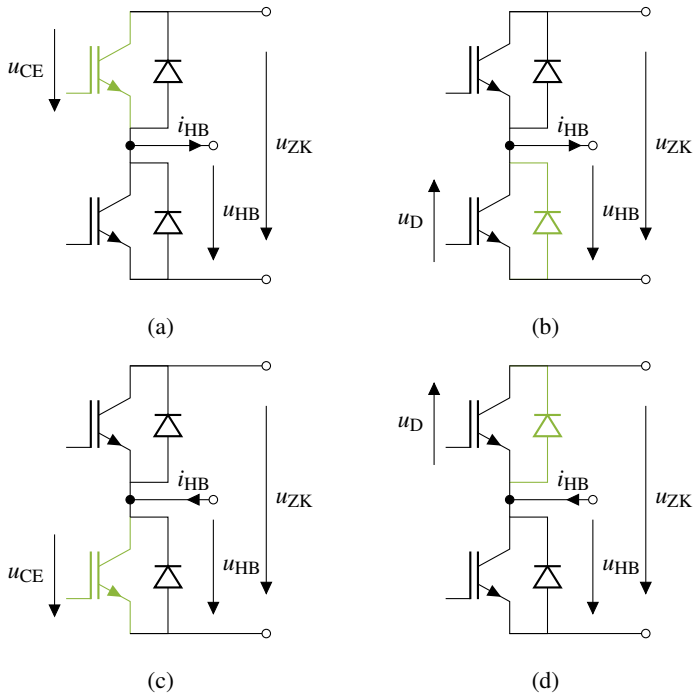 u_CE
i_HB
u_ZK
u_HB
(a)
i_HB
u_ZK
u_D
u_HB
(b)
i_HB
u_ZK
u_CE
u_HB
(c)
u_D
i_HB
u_ZK
u_HB
(d)